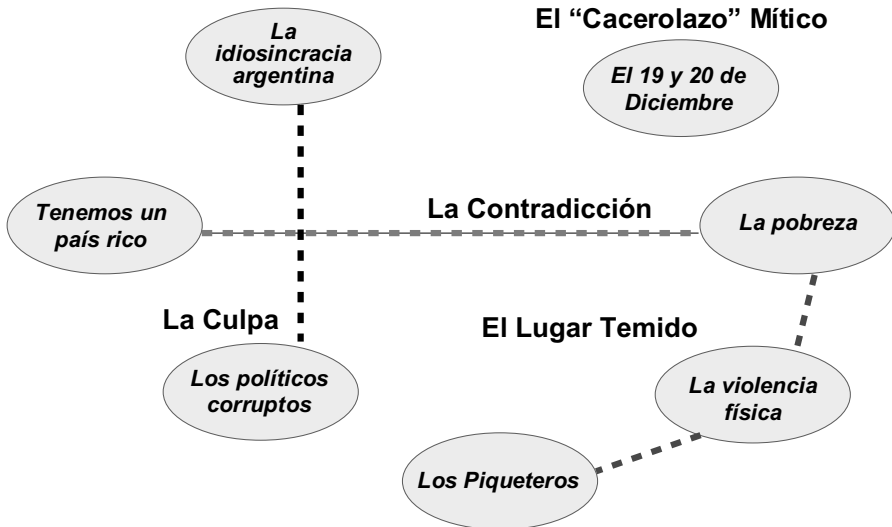 La
idiosincracia
argentina
El “Cacerolazo” Mítico
El 19 y 20 de
Diciembre
Tenemos un
país rico
La Contradicción
La pobreza
La Culpa
El Lugar Temido
Los políticos
corruptos
La violencia
física
Los Piqueteros